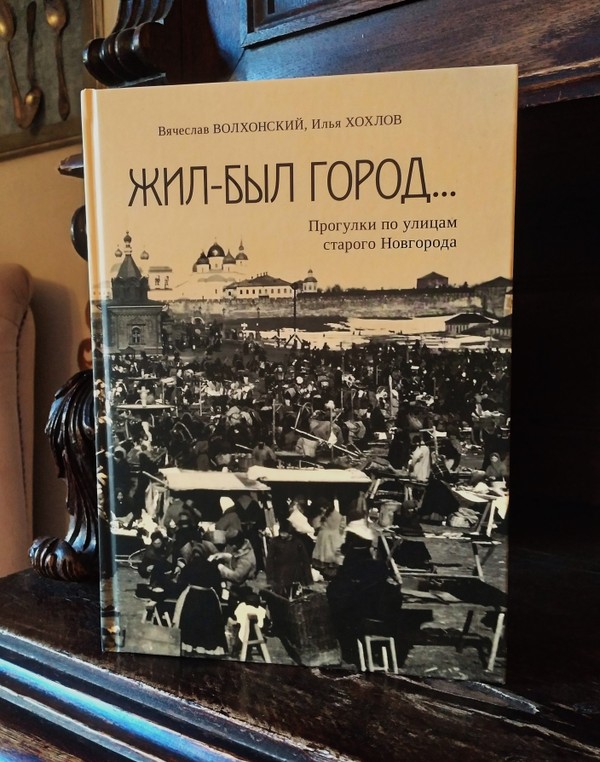 Вячеслав ВОЛХОНСКИЙ, Илья ХОХЛОВ
ЖИЛ-БЫЛ ГОРОД...
Прогулки по улицам
старого Новгорода